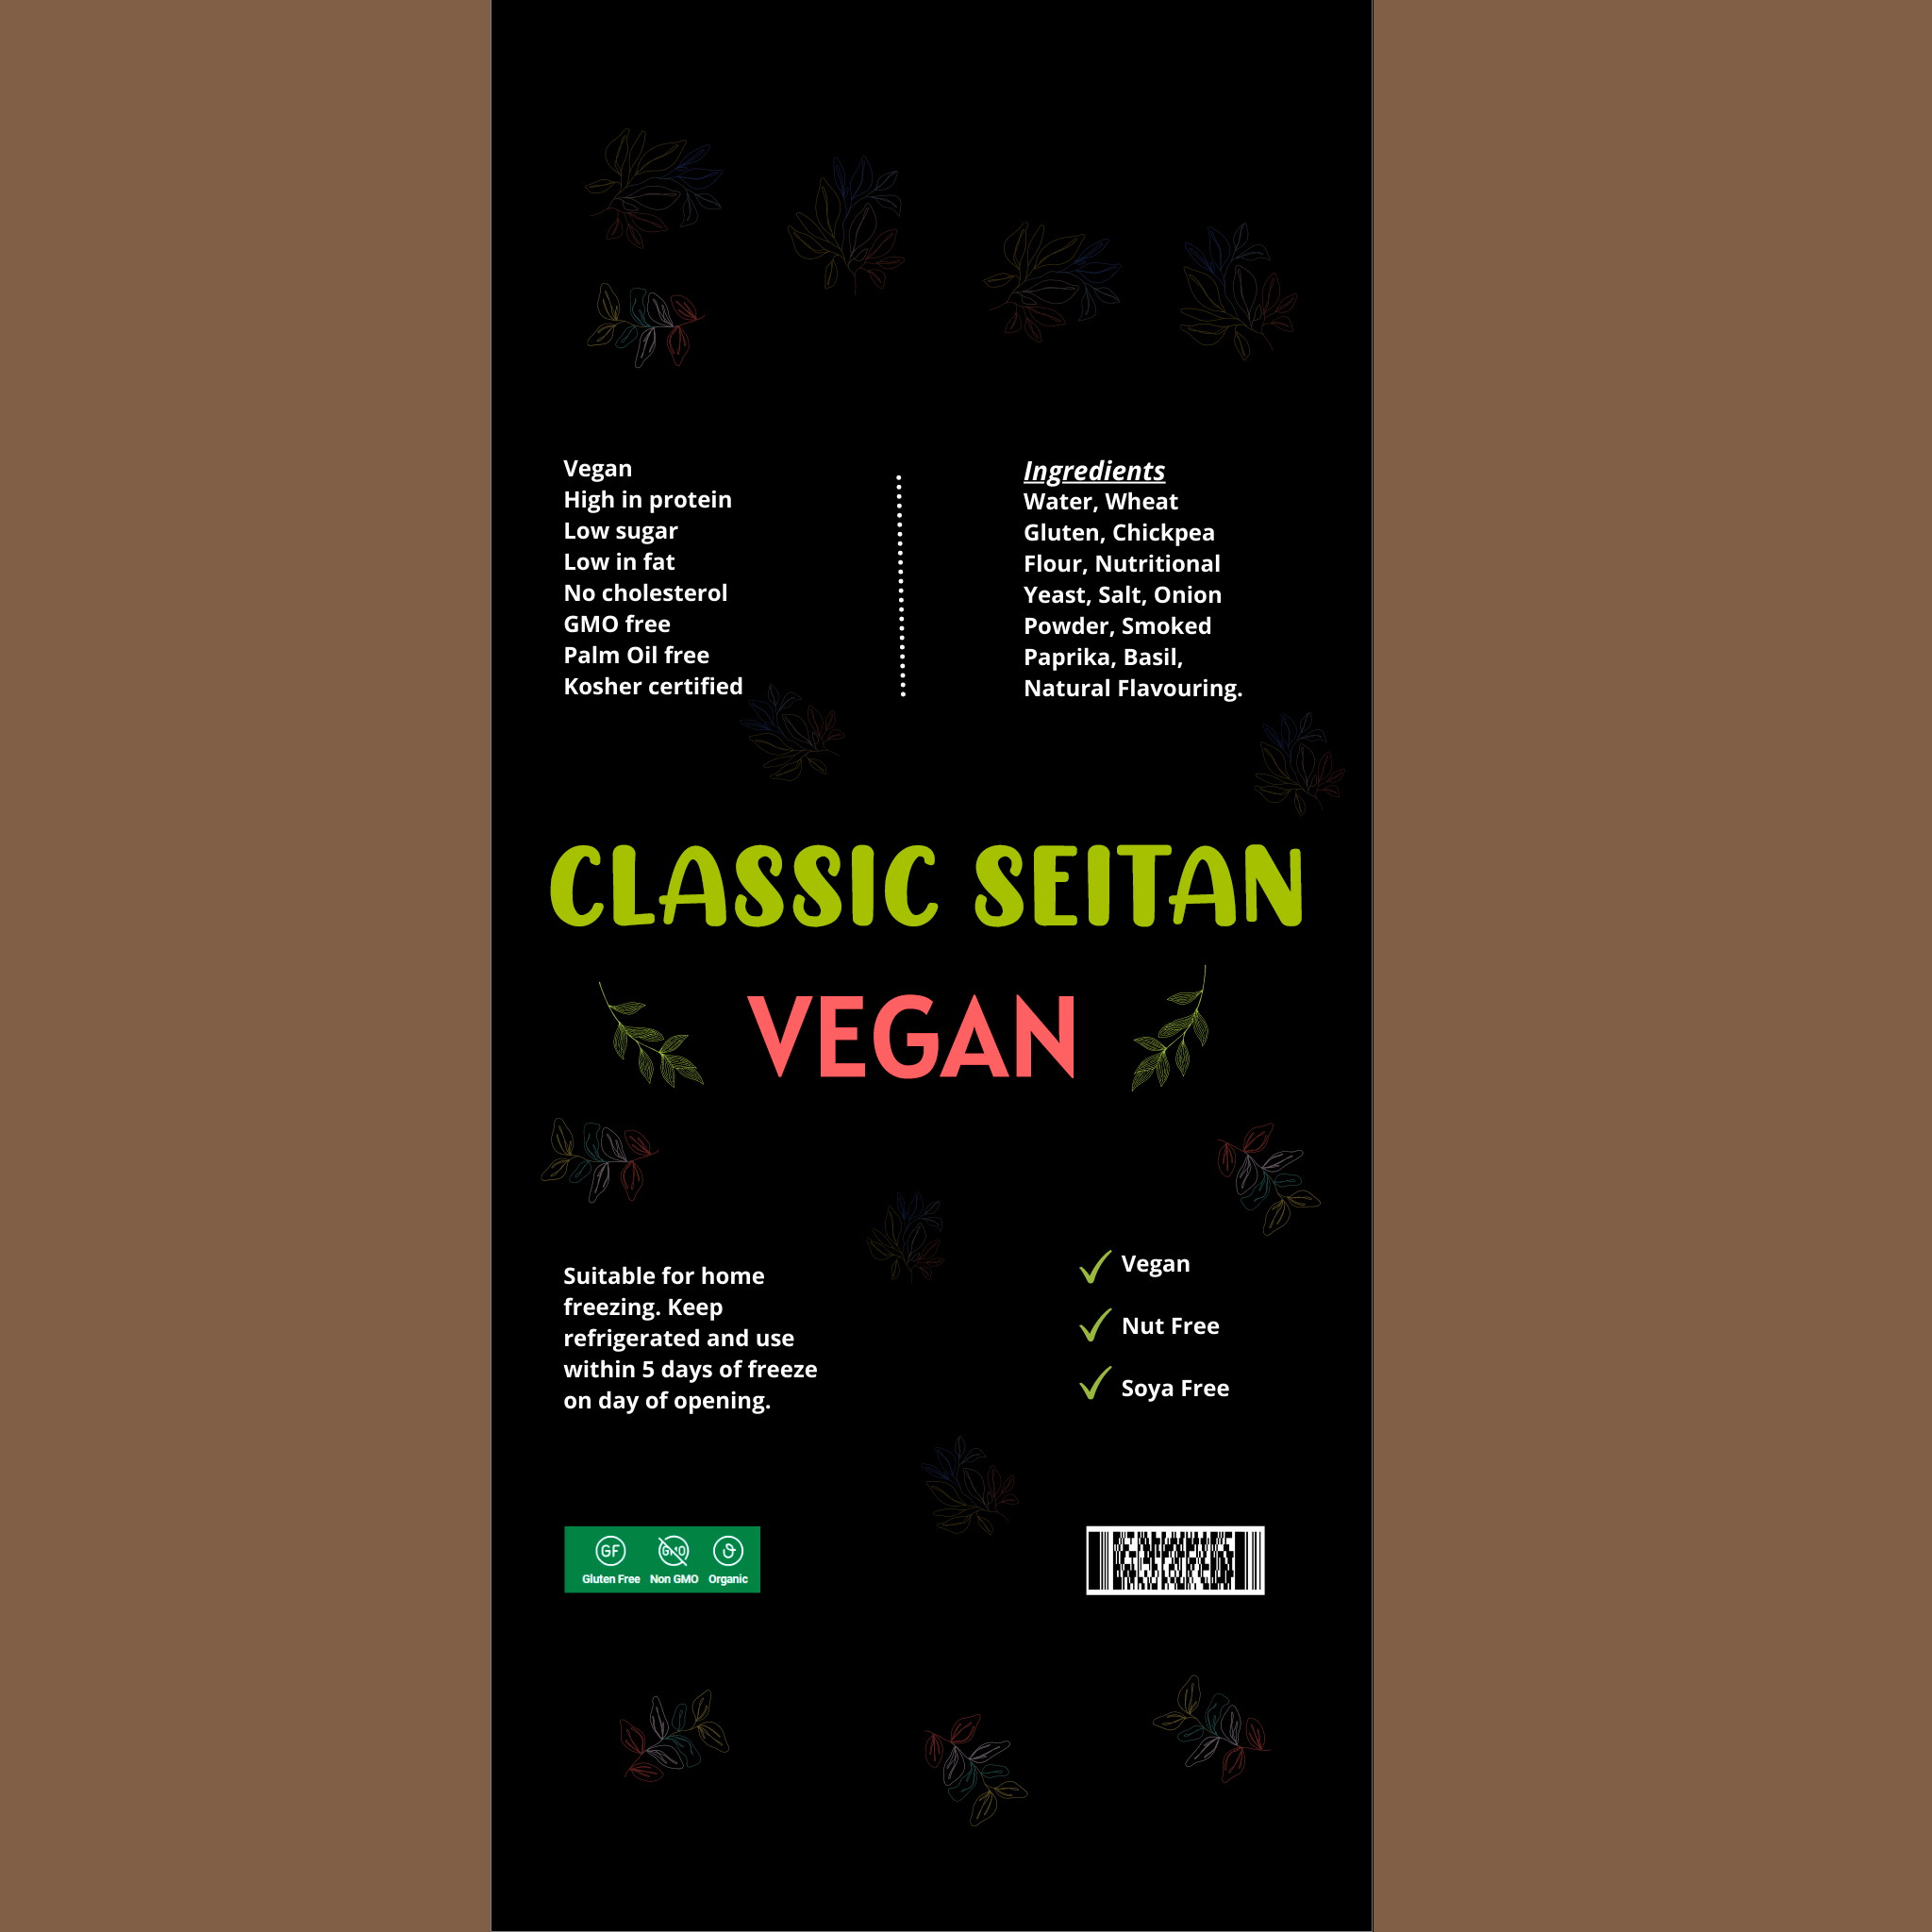 Vegan
High in protein
Low sugar
Low in fat
No cholesterol
GMO free
Palm Oil free
Kosher certified
Ingredients
Water, Wheat
Gluten, Chickpea
Flour, Nutritional
Yeast, Salt, Onion
Powder, Smoked
Paprika, Basil,
Natural Flavouring.
CLASSIC SEITAN
VEGAN
Suitable for home
freezing. Keep
refrigerated and use
within 5 days of freeze
on day of opening.
Vegan
Nut Free
Soya Free
GF
GMO
Gluten Free
Non GMO
Organic